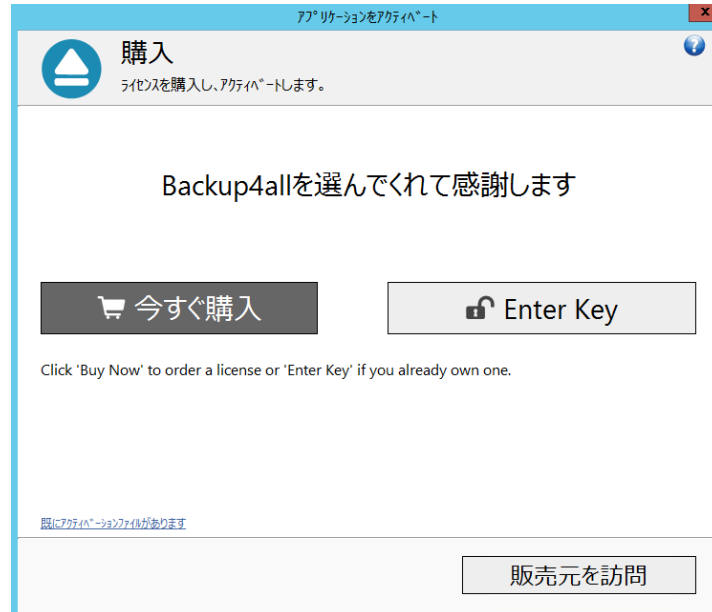 ｱﾌﾟﾘｹｰｼｮﾝをｱｸﾃｨﾍﾞｰﾄ
x
購入
?
ﾗｲｾﾝｽを購入し、ｱｸﾃｨﾍﾞｰﾄします。
Backup4allを選んでくれて感謝します
今すぐ購入
Enter Key
Click 'Buy Now' to order a license or 'Enter Key' if you already own one.
既にｱｸﾃｨﾍﾞｰｼｮﾝﾌｧｲﾙがあります
販売元を訪問